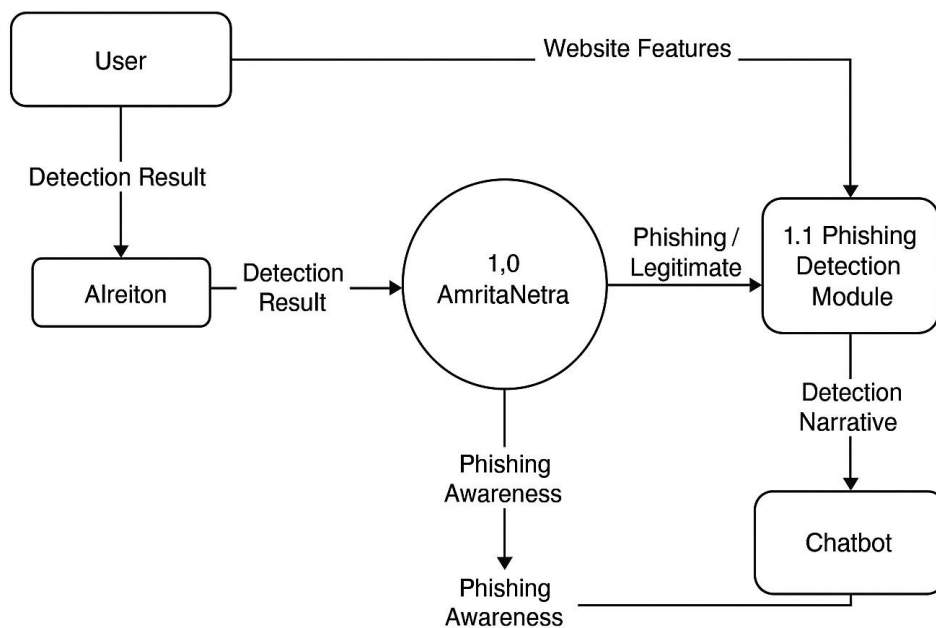 User
Website Features
Detection Result
Alreiton
Detection
Result
1,0
AmritaNetra
Phishing /
Legitimate
1.1 Phishing
Detection
Module
Detection
Narrative
Phishing
Awareness
Chatbot
Phishing
Awareness